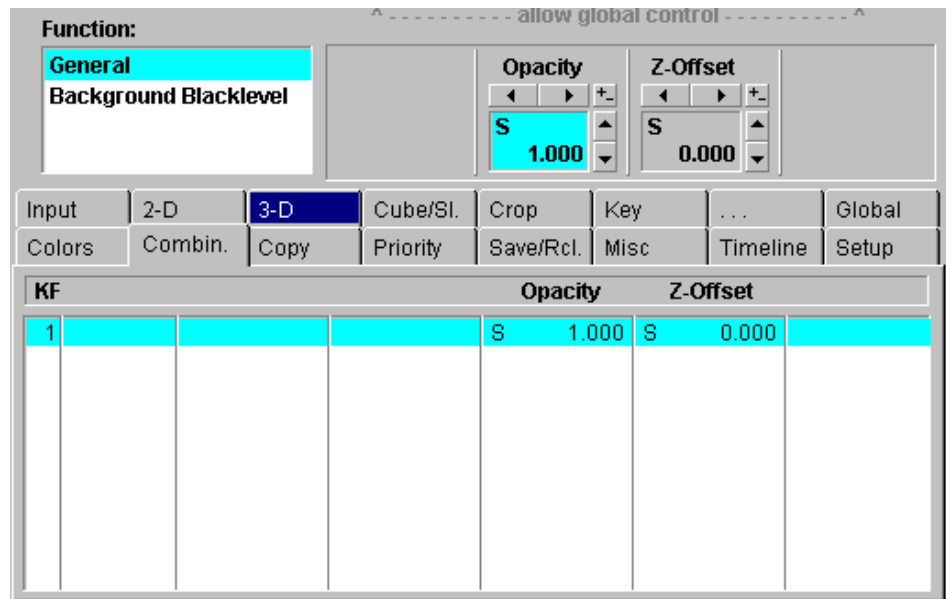 ^ - - - - - - - - - - - allow global control - - - - - - - - - - - ^
Function:
General
Background Blacklevel
Opacity Z-Offset
+- +-
S S
1.000 0.000
Input 2-D 3-D Cube/Sl. Crop Key ... Global
Colors Combin. Copy Priority Save/Rcl. Misc Timeline Setup
KF Opacity Z-Offset
1 S 1.000 S 0.000